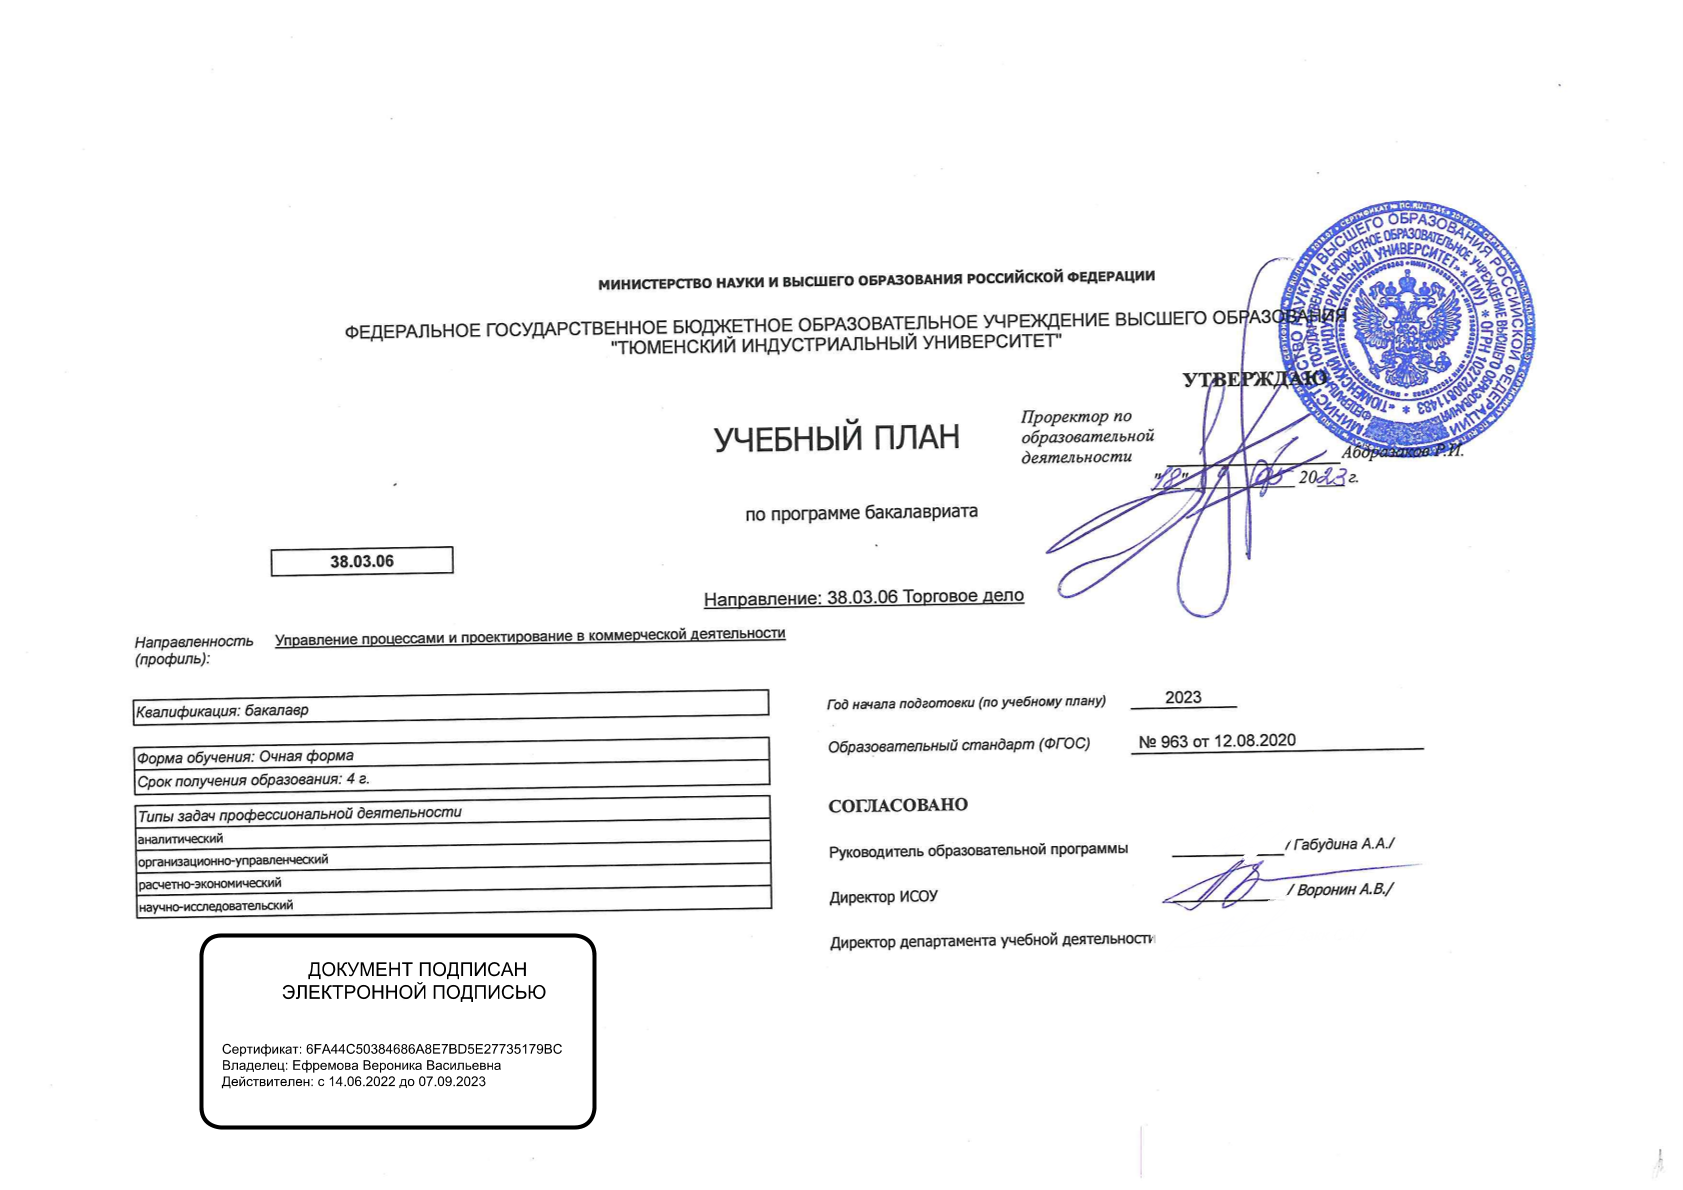 МИНИСТЕРСТВО НАУКИ И ВЫСШЕГО ОБРАЗОВАНИЯ РОССИЙСКОЙ ФЕДЕРАЦИИ
ФЕДЕРАЛЬНОЕ ГОСУДАРСТВЕННОЕ БЮДЖЕТНОЕ ОБРАЗОВАТЕЛЬНОЕ УЧРЕЖДЕНИЕ ВЫСШЕГО ОБРАЗОВАНИЯ
"ТЮМЕНСКИЙ ИНДУСТРИАЛЬНЫЙ УНИВЕРСИТЕТ"
УТВЕРЖДАЮ
Проректор по
образовательной
деятельности Абдразаков Р.И.
"18" 05 2023 г.
УЧЕБНЫЙ ПЛАН
по программе бакалавриата
38.03.06
Направление: 38.03.06 Торговое дело
Направленность Управление процессами и проектирование в коммерческой деятельности
(профиль):
Квалификация: бакалавр
Форма обучения: Очная форма
Срок получения образования: 4 г.
Типы задач профессиональной деятельности
аналитический
организационно-управленческий
расчетно-экономический
научно-исследовательский
Год начала подготовки (по учебному плану) 2023
Образовательный стандарт (ФГОС) № 963 от 12.08.2020
СОГЛАСОВАНО
Руководитель образовательной программы / Габудина А.А./
Директор ИСОУ / Воронин А.В./
Директор департамента учебной деятельности
ДОКУМЕНТ ПОДПИСАН
ЭЛЕКТРОННОЙ ПОДПИСЬЮ
Сертификат: 6FA44C50384686A8E7BD5E27735179BC
Владелец: Ефремова Вероника Васильевна
Действителен: с 14.06.2022 до 07.09.2023
МИНИСТЕРСТВО НАУКИ И ВЫСШЕГО ОБРАЗОВАНИЯ РОССИЙСКОЙ ФЕДЕРАЦИИ
ФЕДЕРАЛЬНОЕ ГОСУДАРСТВЕННОЕ БЮДЖЕТНОЕ ОБРАЗОВАТЕЛЬНОЕ УЧРЕЖДЕНИЕ ВЫСШЕГО ОБРАЗОВАНИЯ
«ТЮМЕНСКИЙ ИНДУСТРИАЛЬНЫЙ УНИВЕРСИТЕТ» * (ТИУ) * ОГРН 1027200811483 *